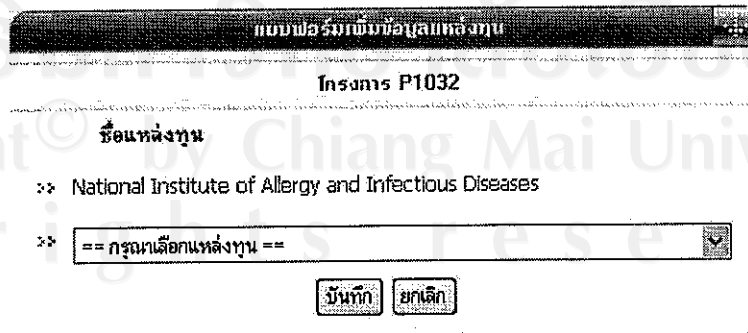 แบบฟอร์มเพิ่มข้อมูลแหล่งทุน
โครงการ P1032
ชื่อแหล่งทุน
>> National Institute of Allergy and Infectious Diseases
>> == กรุณาเลือกแหล่งทุน ==
บันทึก ยกเลิก